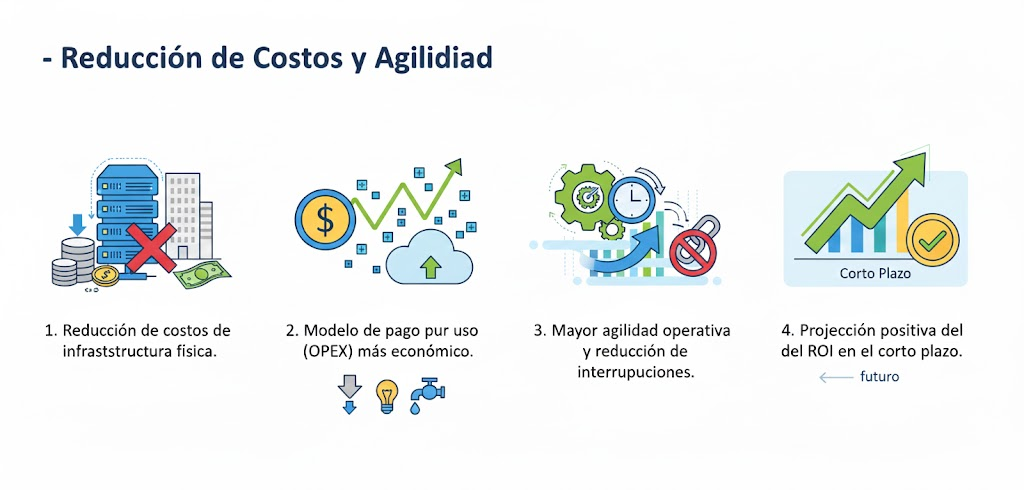 - Reducción de Costos y Agilidiad
$
$
Corto Plazo
1. Reducción de costos de
infraststructura física.
2. Modelo de pago pur uso
(OPEX) más económico.
3. Mayor agilidad operativa
y reducción de
interrupuciones.
4. Projección positiva del
del ROI en el corto plazo.
← futuro